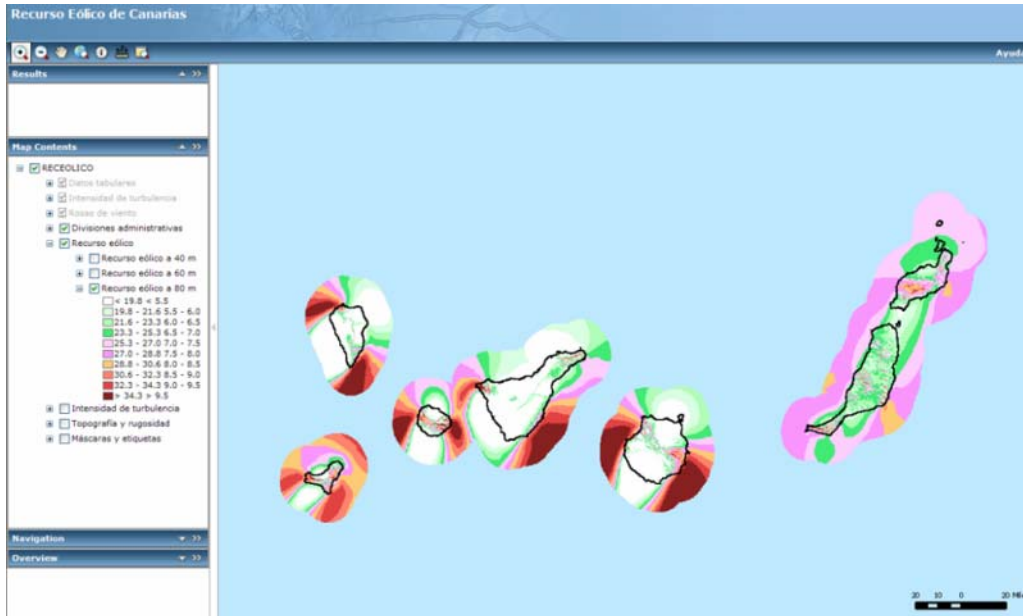 Recurso Eólico de Canarias
Ayuda
Results
Map Contents
RECEOLICO
Datos tabulares
Intensidad de turbulencia
Rosas de viento
Divisiones administrativas
Recurso eólico
Recurso eólico a 40 m
Recurso eólico a 60 m
Recurso eólico a 80 m
< 19.8 < 5.5
19.8 - 21.6 5.5 - 6.0
21.6 - 23.3 6.0 - 6.5
23.3 - 25.3 6.5 - 7.0
25.3 - 27.0 7.0 - 7.5
27.0 - 28.8 7.5 - 8.0
28.8 - 30.6 8.0 - 8.5
30.6 - 32.3 8.5 - 9.0
32.3 - 34.3 9.0 - 9.5
> 34.3 > 9.5
Intensidad de turbulencia
Topografía y rugosidad
Máscaras y etiquetas
Navigation
Overview
20 10 0 20